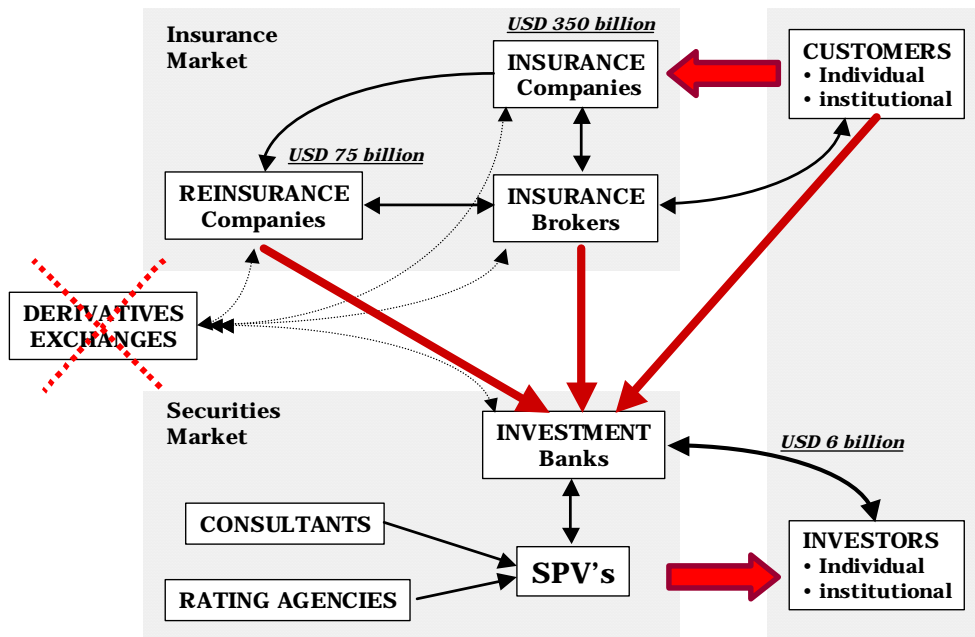 Insurance
Market
USD 350 billion
INSURANCE
Companies
CUSTOMERS
• Individual
• institutional
USD 75 billion
REINSURANCE
Companies
INSURANCE
Brokers
DERIVATIVES
EXCHANGES
Securities
Market
INVESTMENT
Banks
USD 6 billion
CONSULTANTS
SPV's
INVESTORS
• Individual
• institutional
RATING AGENCIES